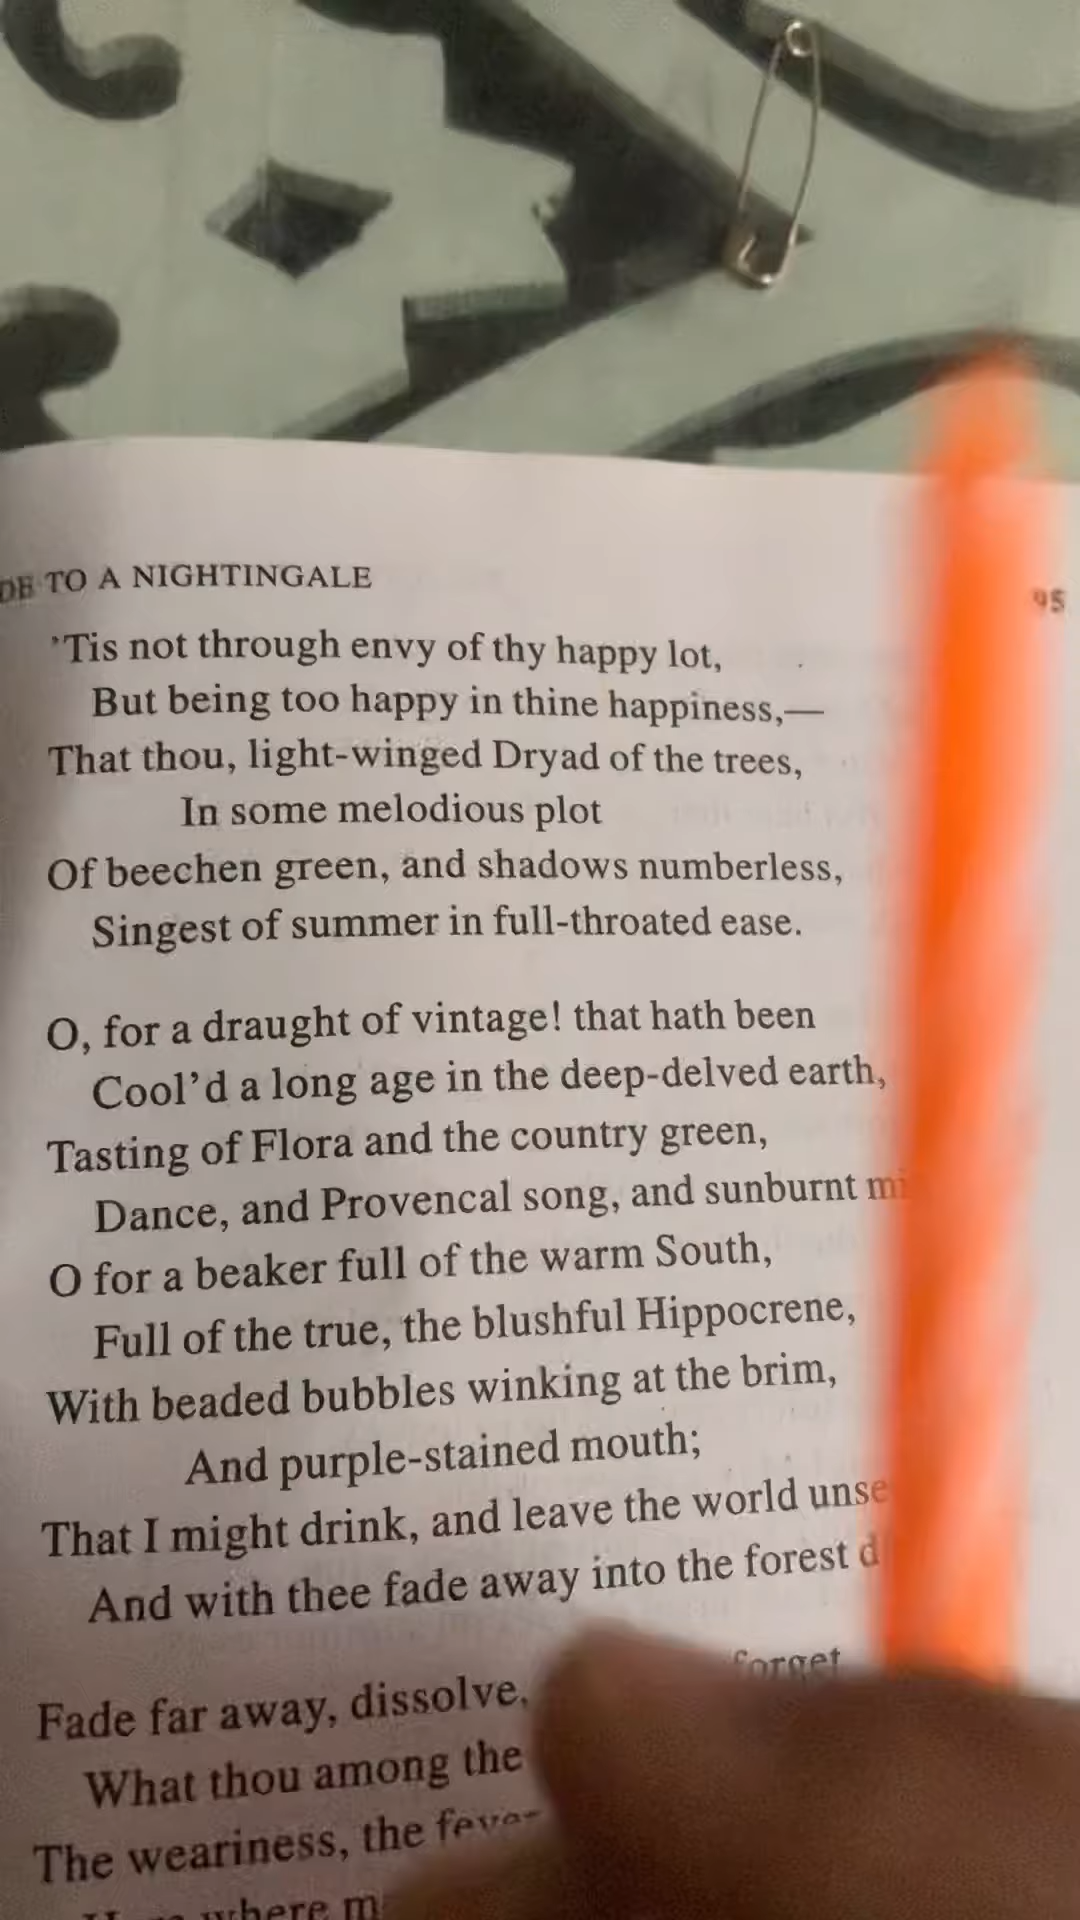 DE TO A NIGHTINGALE
95
’Tis not through envy of thy happy lot,
But being too happy in thine happiness,—
That thou, light-winged Dryad of the trees,
In some melodious plot
Of beechen green, and shadows numberless,
Singest of summer in full-throated ease.
O, for a draught of vintage! that hath been
Cool’d a long age in the deep-delved earth,
Tasting of Flora and the country green,
Dance, and Provencal song, and sunburnt
O for a beaker full of the warm South,
Full of the true, the blushful Hippocrene,
With beaded bubbles winking at the brim,
And purple-stained mouth;
That I might drink, and leave the world
And with thee fade away into the forest
Fade far away, dissolve, forget
What thou among the
The weariness, the
where